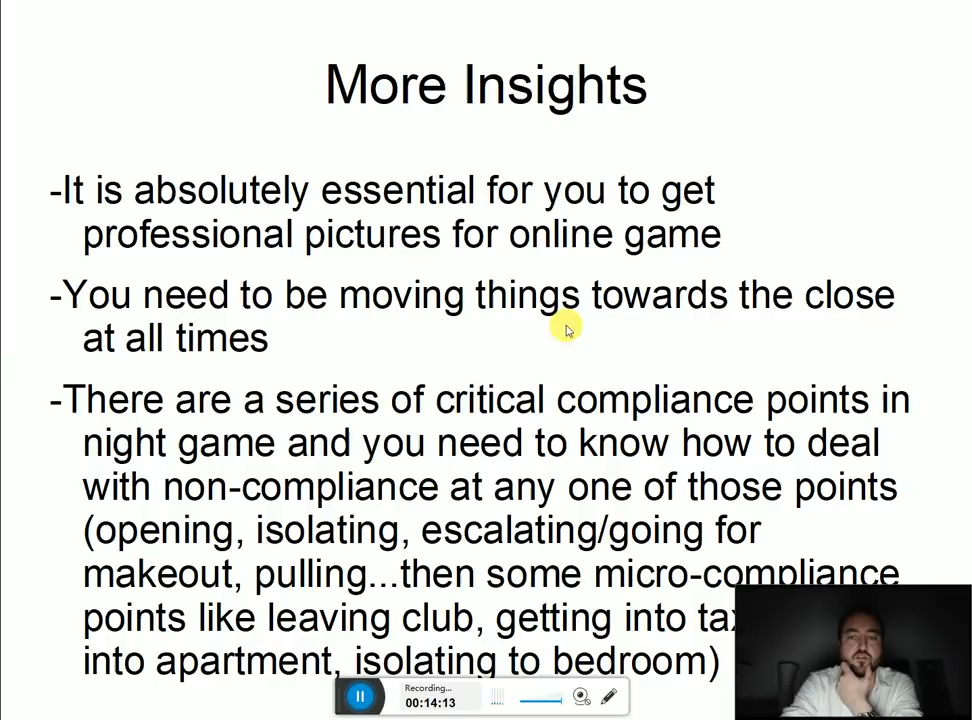 More Insights
-It is absolutely essential for you to get
professional pictures for online game
-You need to be moving things towards the close
at all times
-There are a series of critical compliance points in
night game and you need to know how to deal
with non-compliance at any one of those points
(opening, isolating, escalating/going for
makeout, pulling...then some micro-compliance
points like leaving club, getting into
into apartment, isolating to bedroom)
Recording...
00:14:13